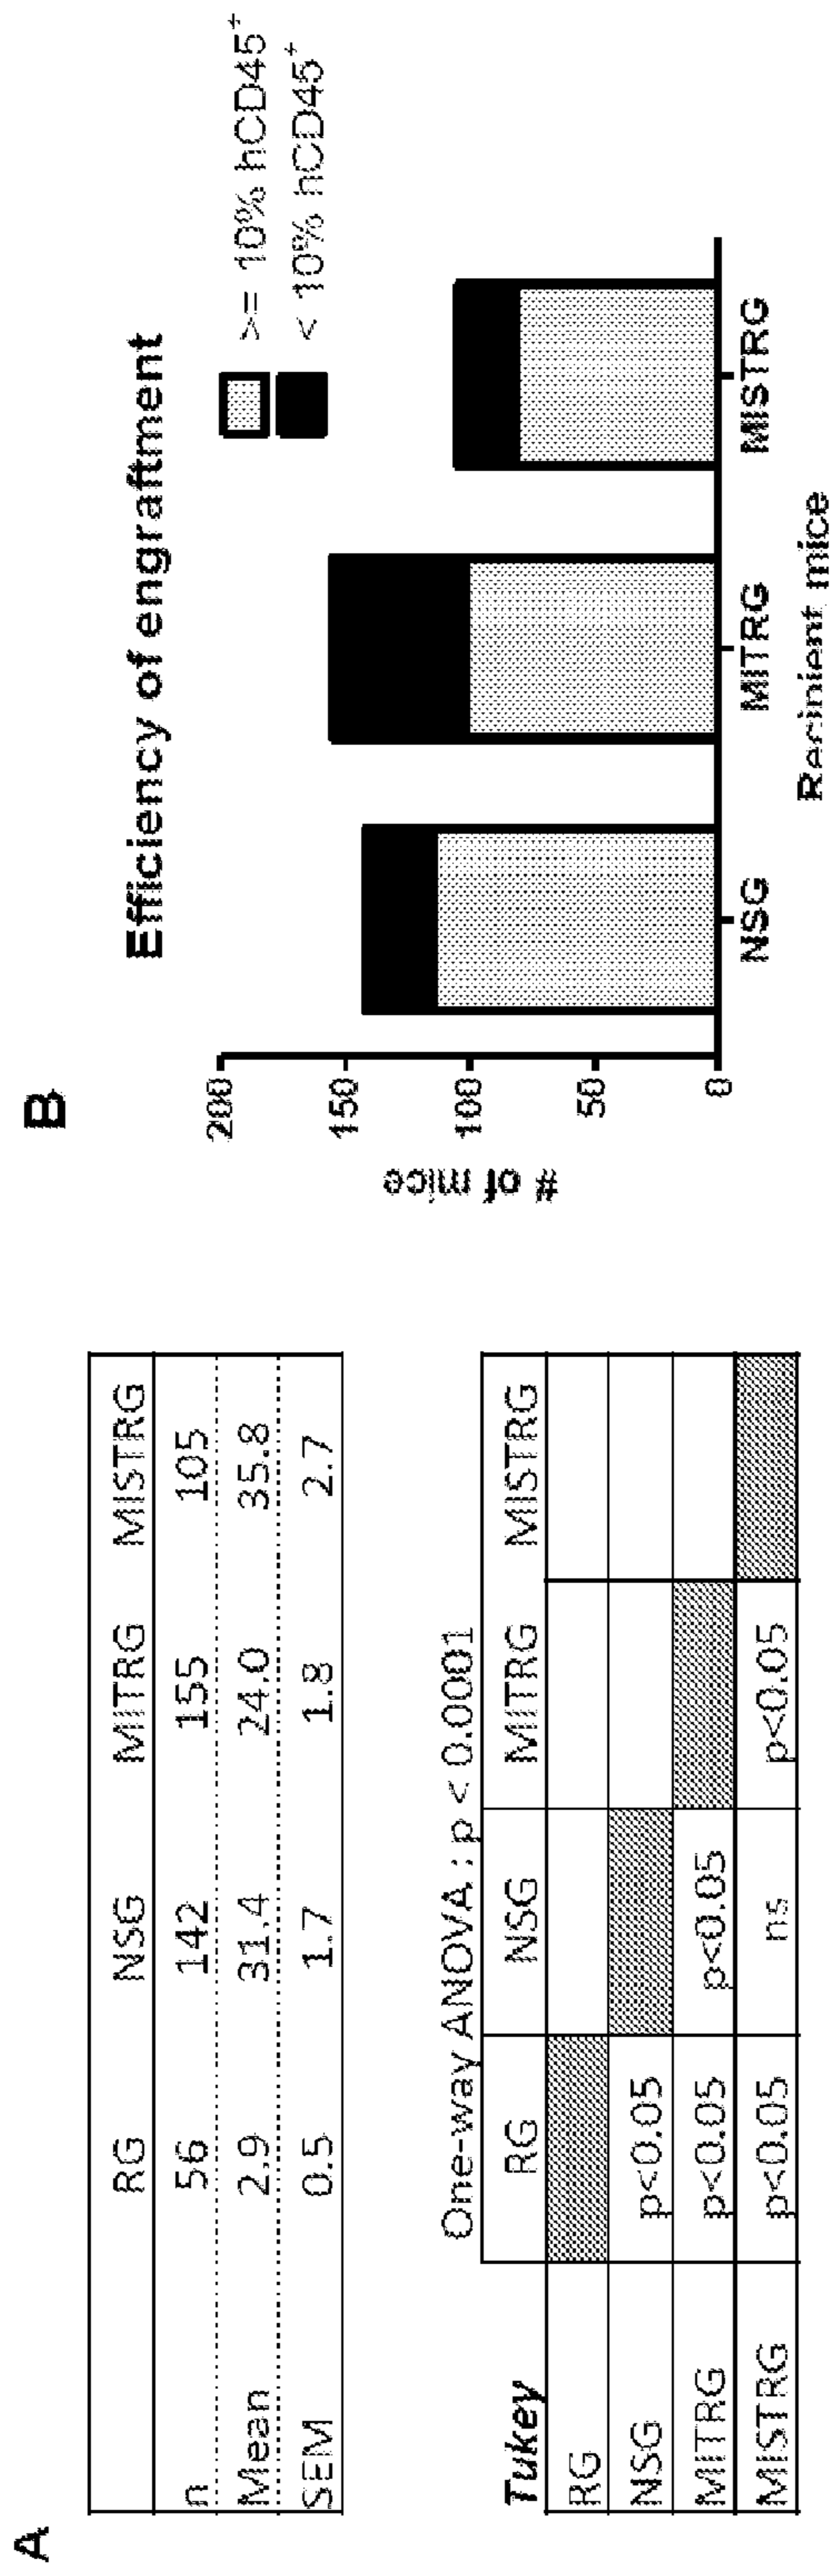 A
RG NSG MITRG MISTRG
n 56 142 155 105
Mean 2.9 31.4 24.0 35.8
SEM 0.5 1.7 1.8 2.7
One-way ANOVA : p < 0.0001
Tukey RG NSG MITRG MISTRG
RG
NSG p<0.05
MITRG p<0.05 p<0.05
MISTRG p<0.05 ns p<0.05
B
Efficiency of engraftment
>= 10% hCD45+
< 10% hCD45+
# of mice
200
150
100
50
0
NSG MITRG MISTRG
Recipient mice